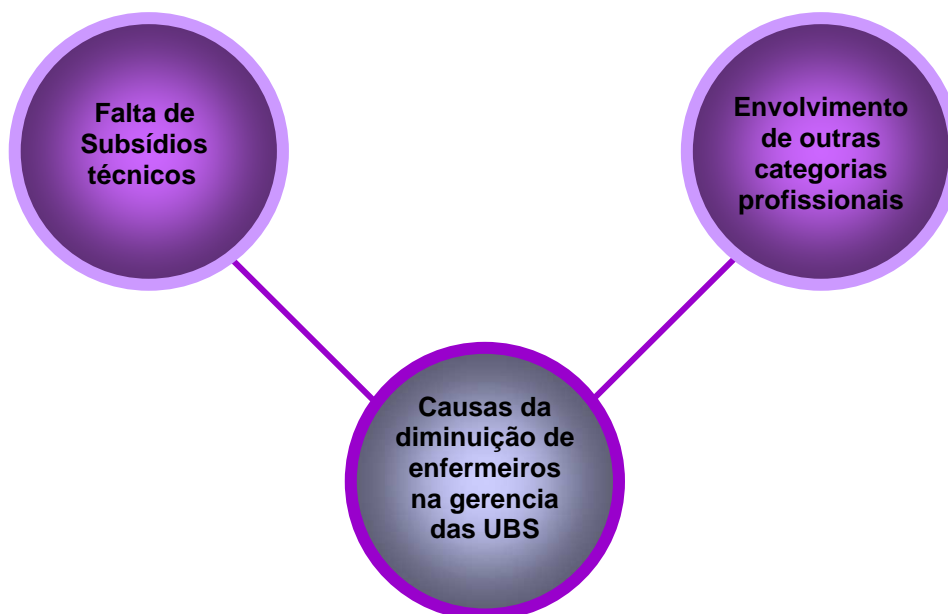 Falta de
Subsídios
técnicos
Envolvimento
de outras
categorias
profissionais
Causas da
diminuição de
enfermeiros
na gerencia
das UBS